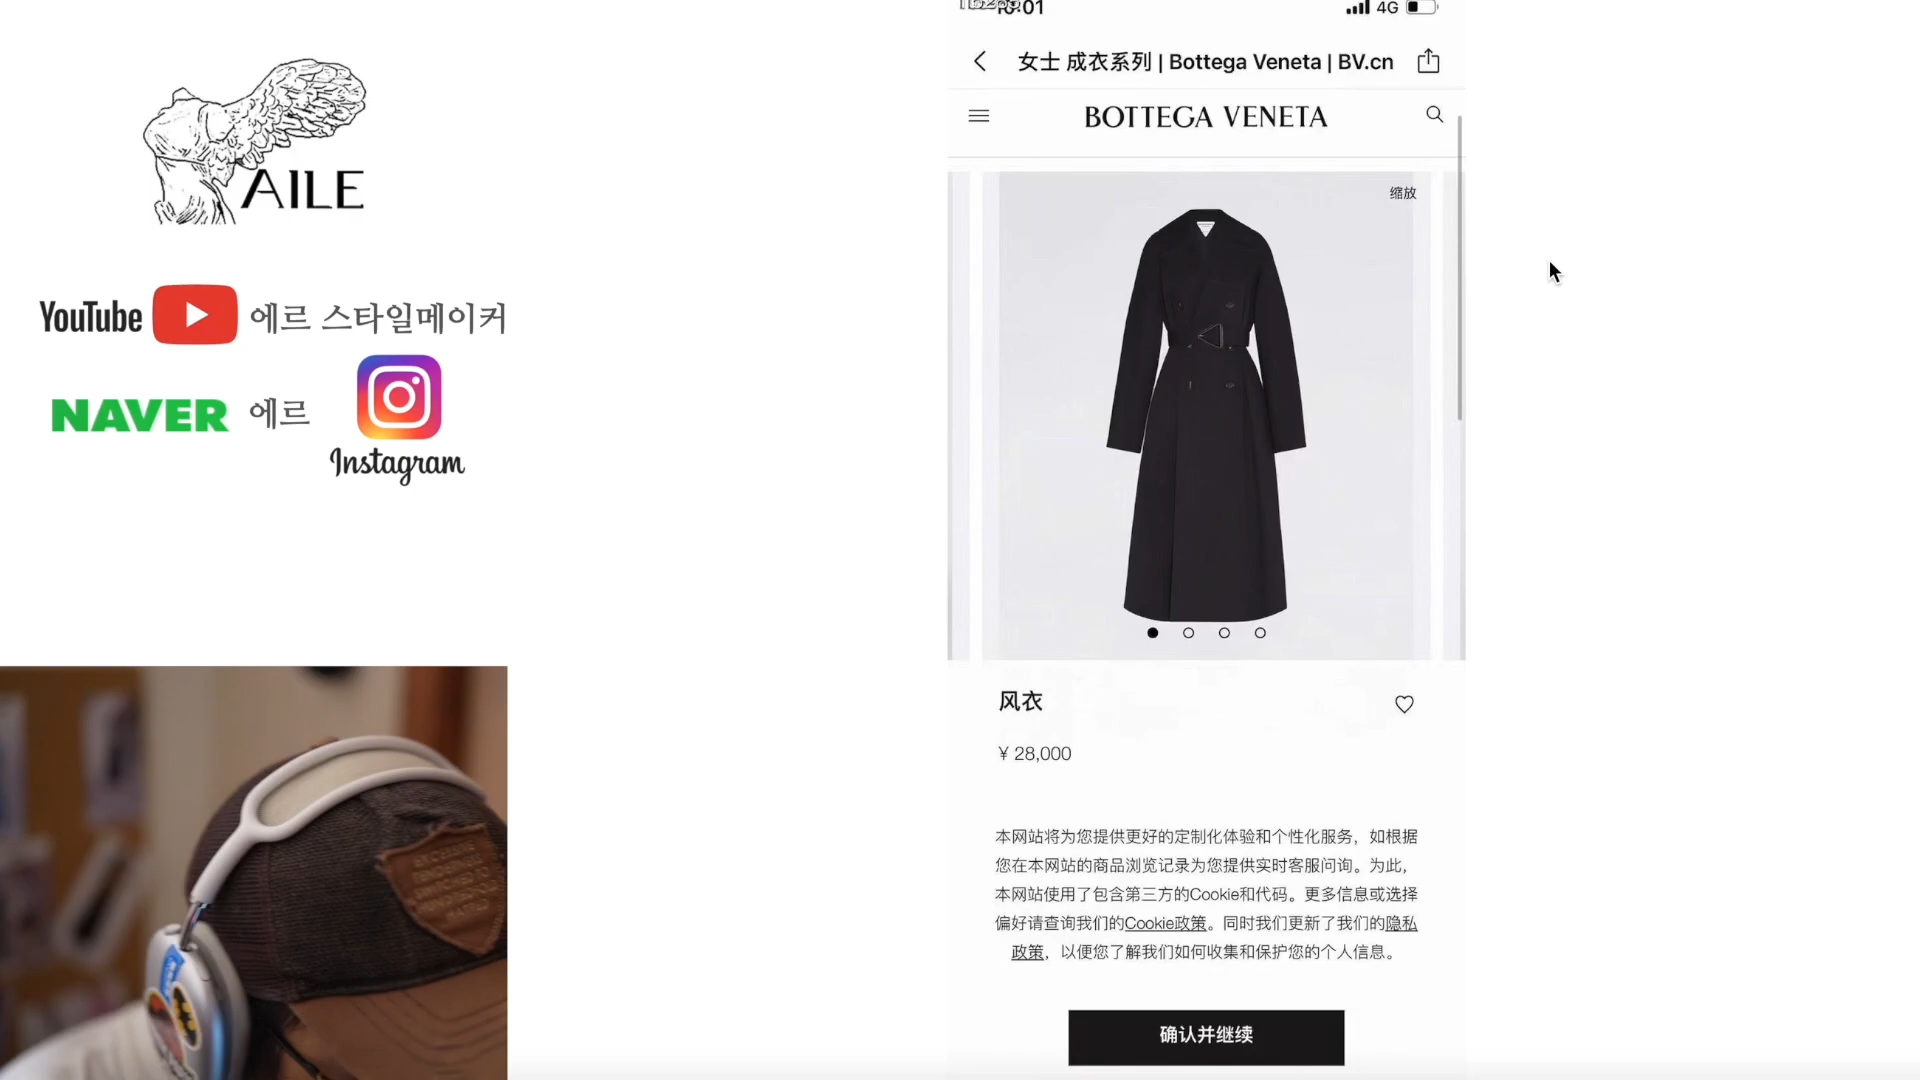 AILE
YouTube 에르 스타일메이커
NAVER 에르
Instagram
4G
女士 成衣系列 | Bottega Veneta | BV.cn
BOTTEGA VENETA
缩放
风衣
¥ 28,000
本网站将为您提供更好的定制化体验和个性化服务，如根据
您在本网站的商品浏览记录为您提供实时客服问询。为此，
本网站使用了包含第三方的Cookie和代码。更多信息或选择
偏好请查询我们的Cookie政策。同时我们更新了我们的隐私
政策，以便您了解我们如何收集和保护您的个人信息。
确认并继续